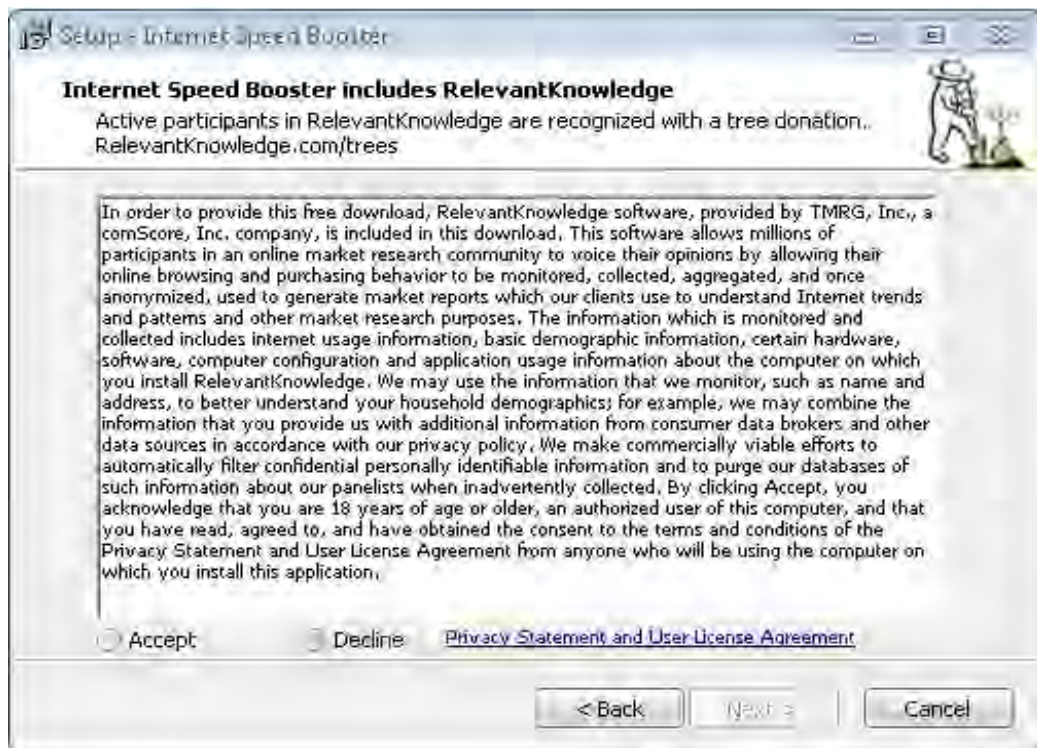 Setup - Internet Speed Booster
Internet Speed Booster includes RelevantKnowledge
Active participants in RelevantKnowledge are recognized with a tree donation..
RelevantKnowledge.com/trees
In order to provide this free download, RelevantKnowledge software, provided by TMRG, Inc., a
comScore, Inc. company, is included in this download. This software allows millions of
participants in an online market research community to voice their opinions by allowing their
online browsing and purchasing behavior to be monitored, collected, aggregated, and once
anonymized, used to generate market reports which our clients use to understand Internet trends
and patterns and other market research purposes. The information which is monitored and
collected includes internet usage information, basic demographic information, certain hardware,
software, computer configuration and application usage information about the computer on which
you install RelevantKnowledge. We may use the information that we monitor, such as name and
address, to better understand your household demographics; for example, we may combine the
information that you provide us with additional information from consumer data brokers and other
data sources in accordance with our privacy policy. We make commercially viable efforts to
automatically filter confidential personally identifiable information and to purge our databases of
such information about our panelists when inadvertently collected. By clicking Accept, you
acknowledge that you are 18 years of age or older, an authorized user of this computer, and that
you have read, agreed to, and have obtained the consent to the terms and conditions of the
Privacy Statement and User License Agreement from anyone who will be using the computer on
which you install this application.
Accept Decline Privacy Statement and User License Agreement
< Back Next > Cancel